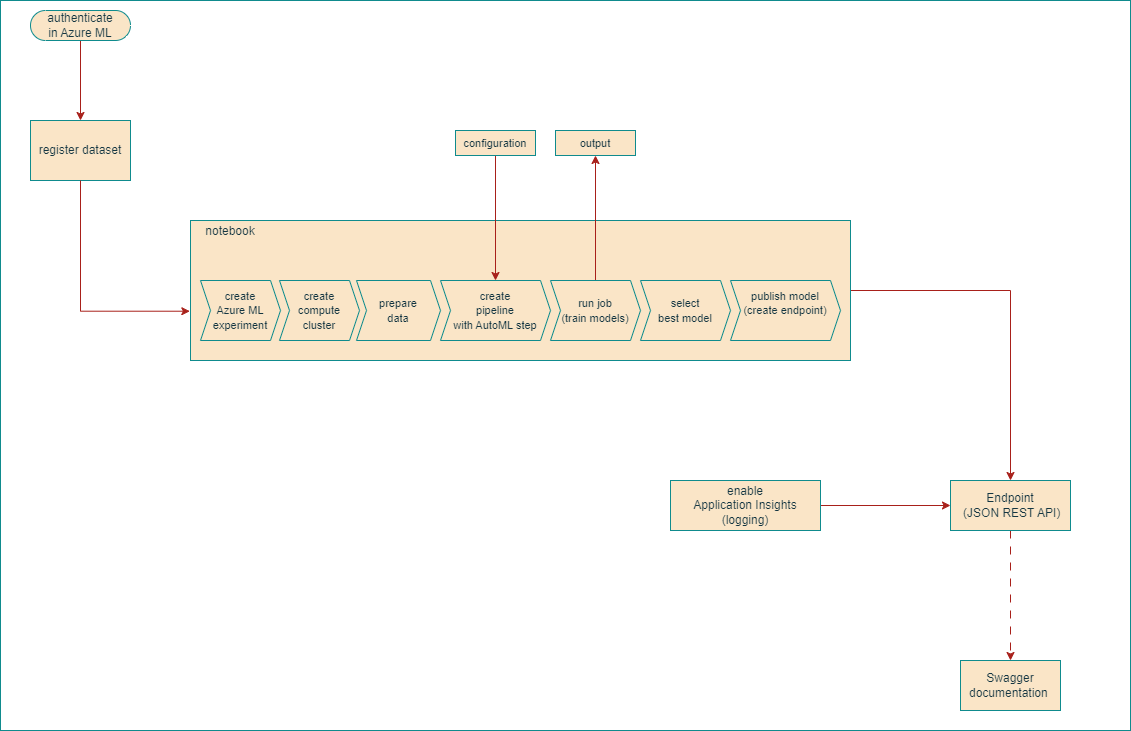 authenticate
in Azure ML
register dataset
configuration
output
notebook
create
Azure ML
experiment
create
compute
cluster
prepare
data
create
pipeline
with AutoML step
run job
(train models)
select
best model
publish model
(create endpoint)
enable
Application Insights
(logging)
Endpoint
(JSON REST API)
Swagger
documentation